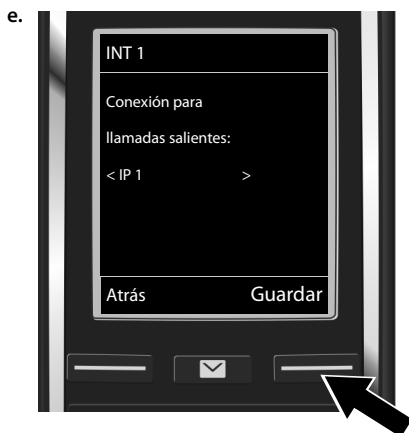 e.
INT 1
Conexión para
llamadas salientes:
< IP 1 >
Atrás Guardar